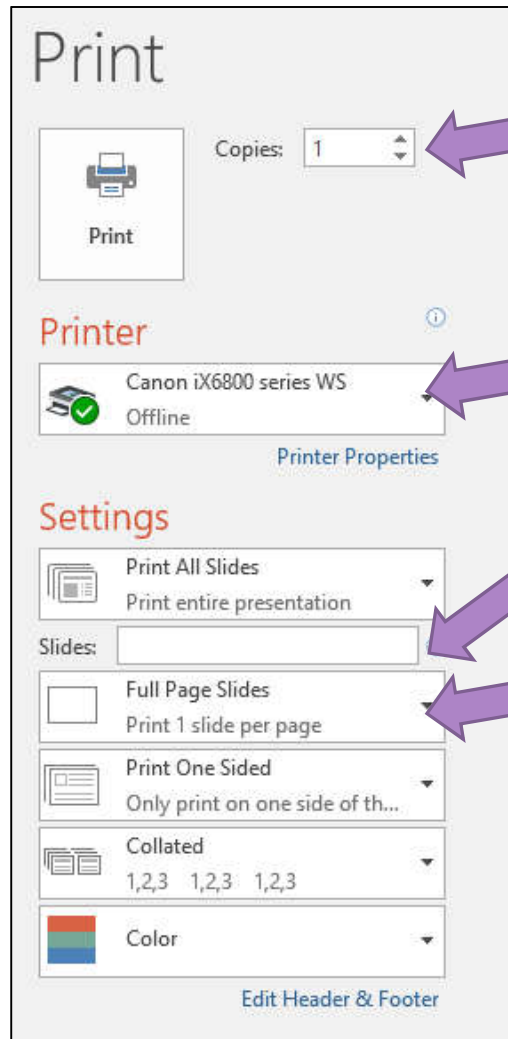 Print
Copies: 1
Print
Printer
Canon iX6800 series WS
Offline
Printer Properties
Settings
Print All Slides
Print entire presentation
Slides:
Full Page Slides
Print 1 slide per page
Print One Sided
Only print on one side of th...
Collated
1,2,3 1,2,3 1,2,3
Color
Edit Header & Footer